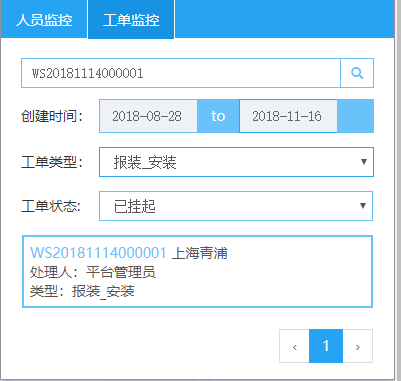 人员监控 工单监控
WS20181114000001
创建时间： 2018-08-28 to 2018-11-16
工单类型： 报装_安装
工单状态: 已挂起
WS20181114000001 上海青浦
处理人：平台管理员
类型：报装_安装
‹ 1 ›